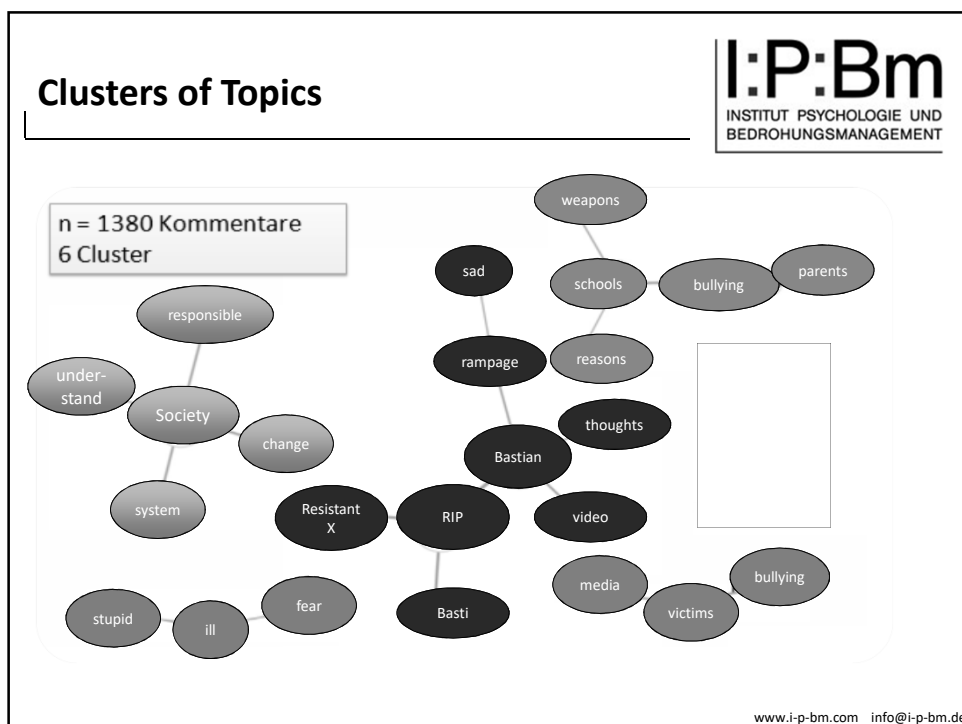 Clusters of Topics
I:P:Bm
INSTITUT PSYCHOLOGIE UND
BEDROHUNGSMANAGEMENT
n = 1380 Kommentare
6 Cluster
weapons
sad
schools
bullying
parents
responsible
rampage
reasons
under-
stand
Society
change
thoughts
Bastian
system
Resistant
X
RIP
video
media
bullying
victims
stupid
ill
fear
Basti
www.i-p-bm.com info@i-p-bm.de